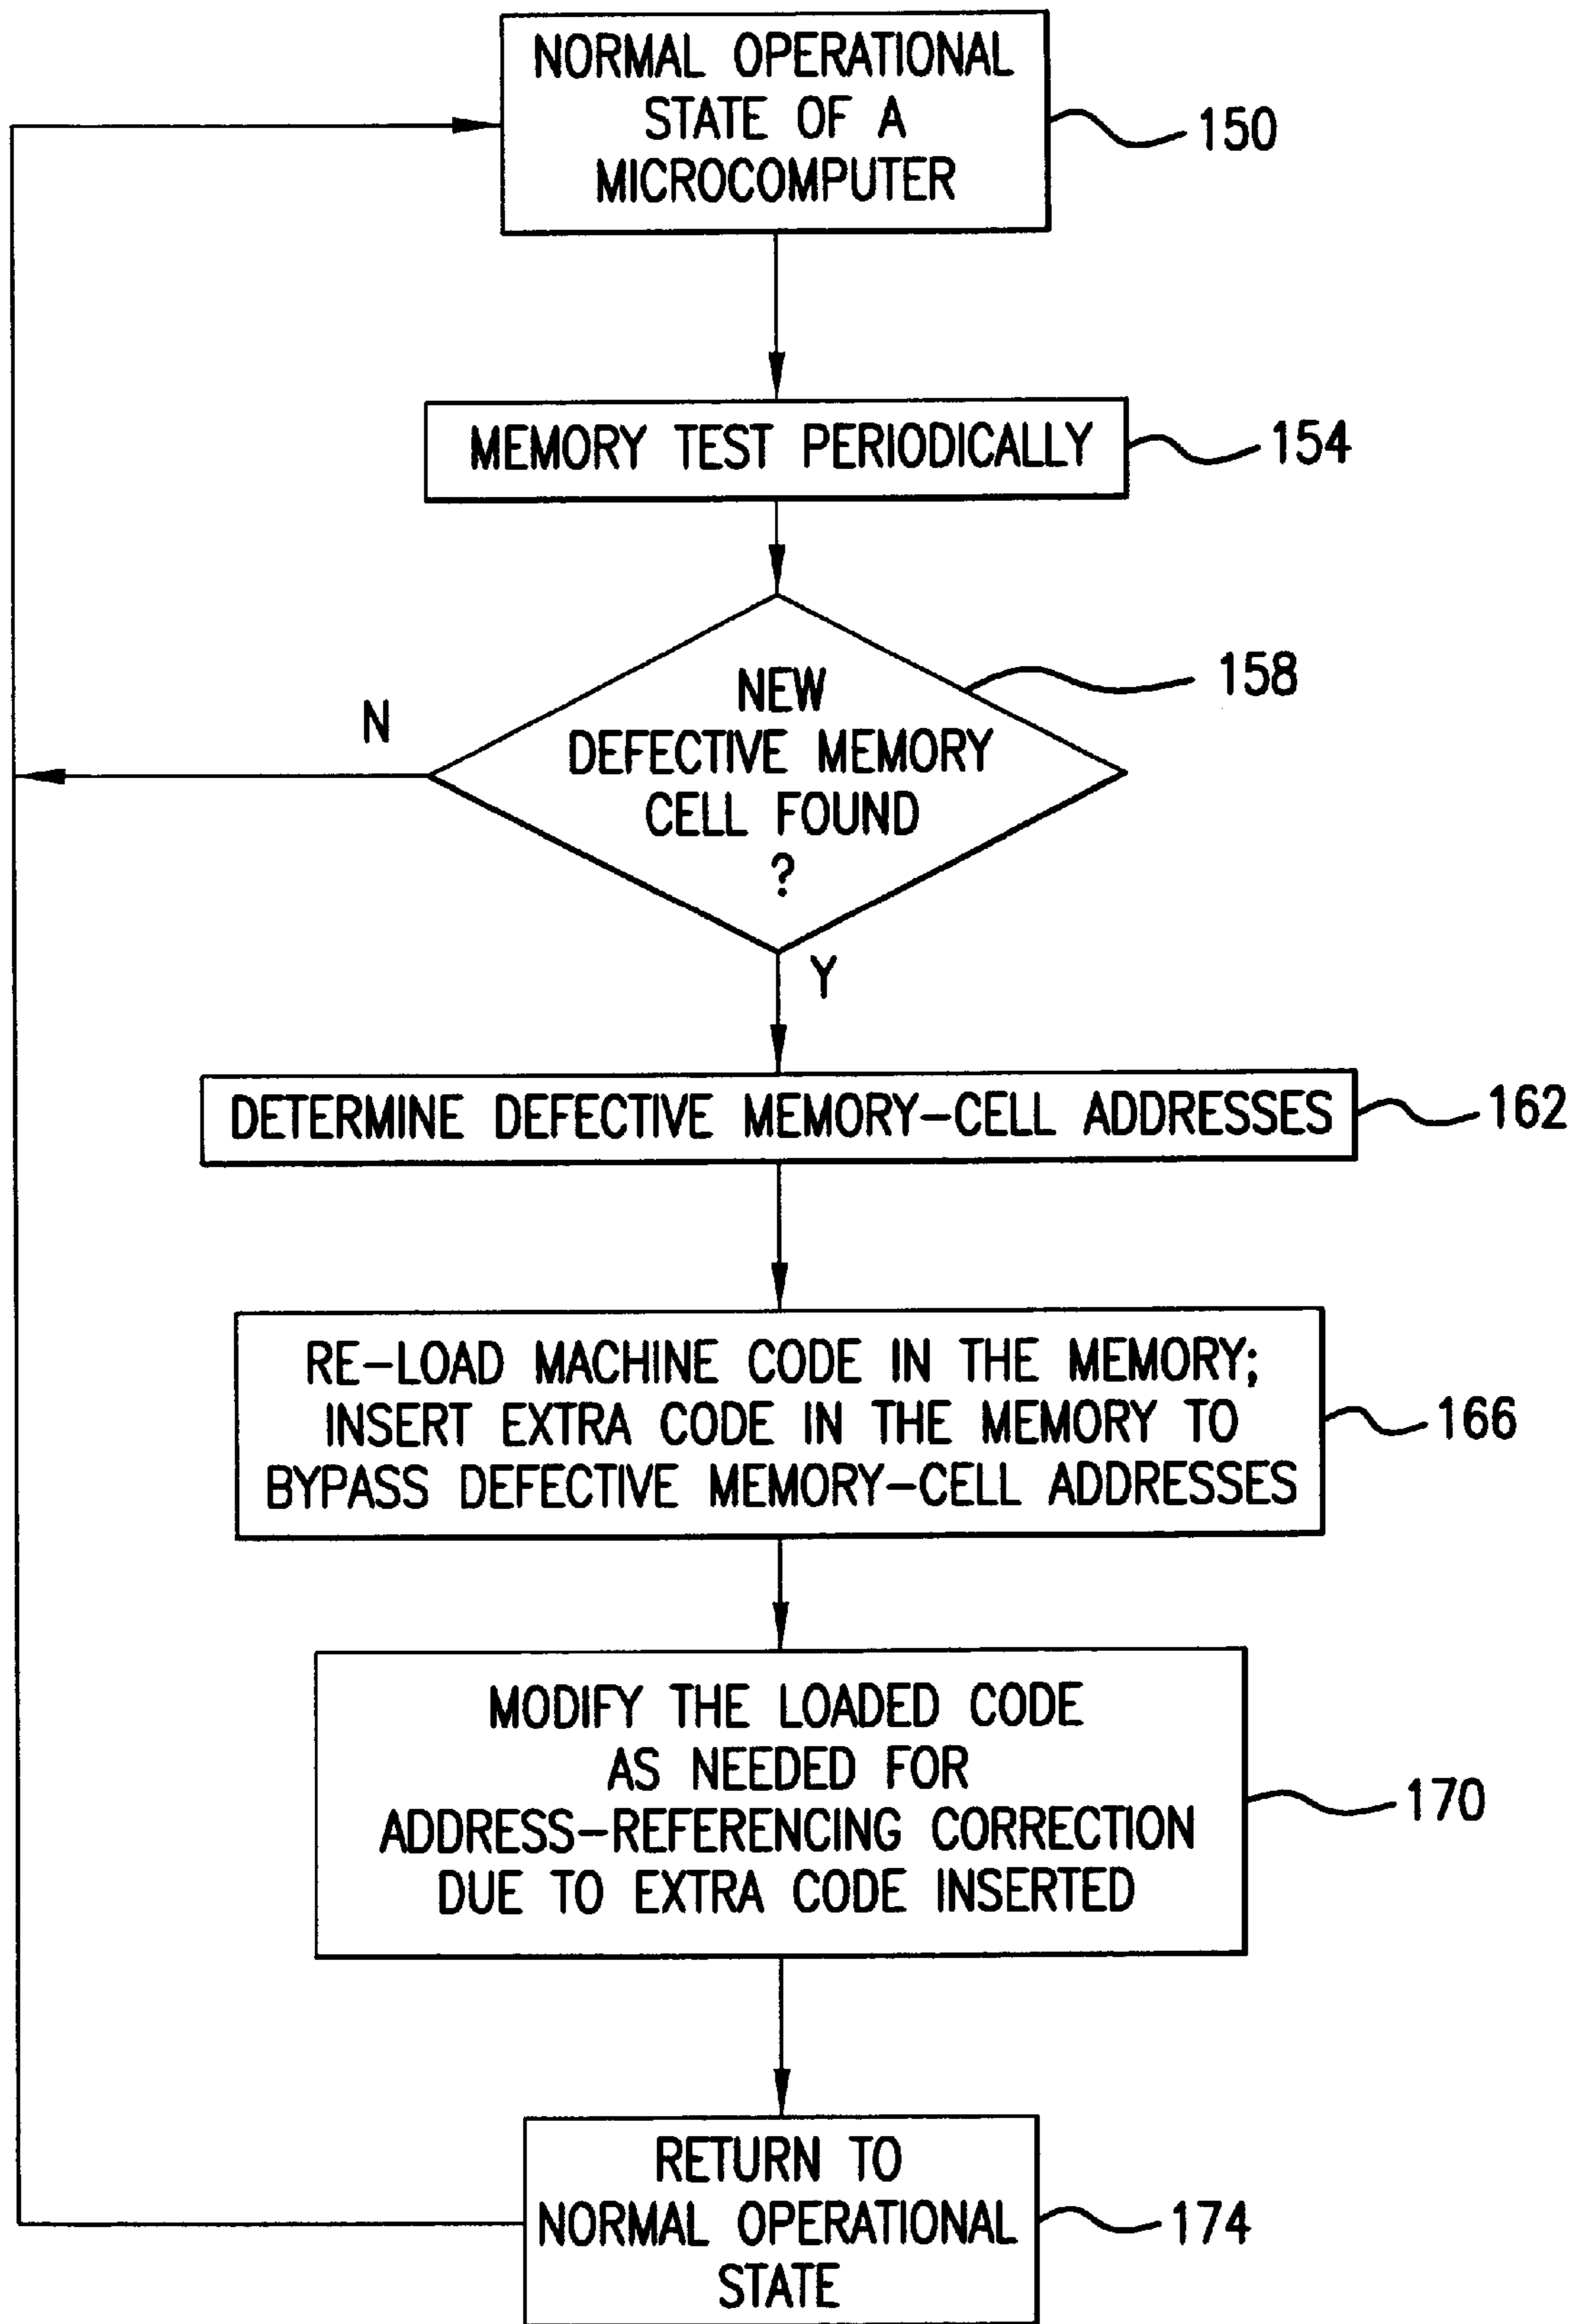 NORMAL OPERATIONAL
STATE OF A
MICROCOMPUTER
150
MEMORY TEST PERIODICALLY
154
NEW
DEFECTIVE MEMORY
CELL FOUND
?
158
N
Y
DETERMINE DEFECTIVE MEMORY-CELL ADDRESSES
162
RE-LOAD MACHINE CODE IN THE MEMORY;
INSERT EXTRA CODE IN THE MEMORY TO
BYPASS DEFECTIVE MEMORY-CELL ADDRESSES
166
MODIFY THE LOADED CODE
AS NEEDED FOR
ADDRESS-REFERENCING CORRECTION
DUE TO EXTRA CODE INSERTED
170
RETURN TO
NORMAL OPERATIONAL
STATE
174